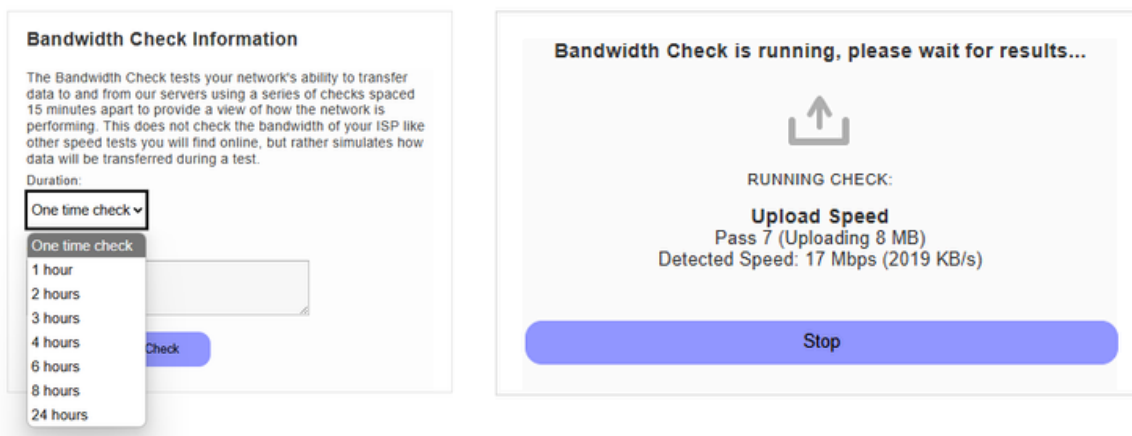 Bandwidth Check Information
The Bandwidth Check tests your network's ability to transfer
data to and from our servers using a series of checks spaced
15 minutes apart to provide a view of how the network is
performing. This does not check the bandwidth of your ISP like
other speed tests you will find online, but rather simulates how
data will be transferred during a test.
Duration:
One time check
One time check
1 hour
2 hours
3 hours
4 hours
6 hours
8 hours
24 hours
Check
Bandwidth Check is running, please wait for results...
RUNNING CHECK:
Upload Speed
Pass 7 (Uploading 8 MB)
Detected Speed: 17 Mbps (2019 KB/s)
Stop